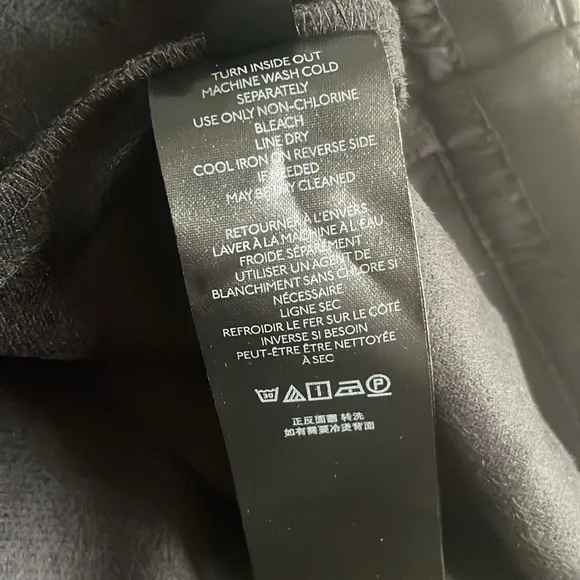 TURN INSIDE OUT
MACHINE WASH COLD
SEPARATELY
USE ONLY NON-CHLORINE
BLEACH
LINE DRY
COOL IRON ON REVERSE SIDE
IF NEEDED
MAY BE DRY CLEANED
RETOURNER À L'ENVERS
LAVER À LA MACHINE À L'EAU
FROIDE SÉPARÉMENT
UTILISER UN AGENT DE
BLANCHIMENT SANS CHLORE SI
NÉCESSAIRE
LIGNE SEC
REFROIDIR LE FER SUR LE CÔTÉ
INVERSE SI BESOIN
PEUT-ÊTRE ÊTRE NETTOYÉE
À SEC
30 P
正反面翻 转洗
如有需要冷烫背面